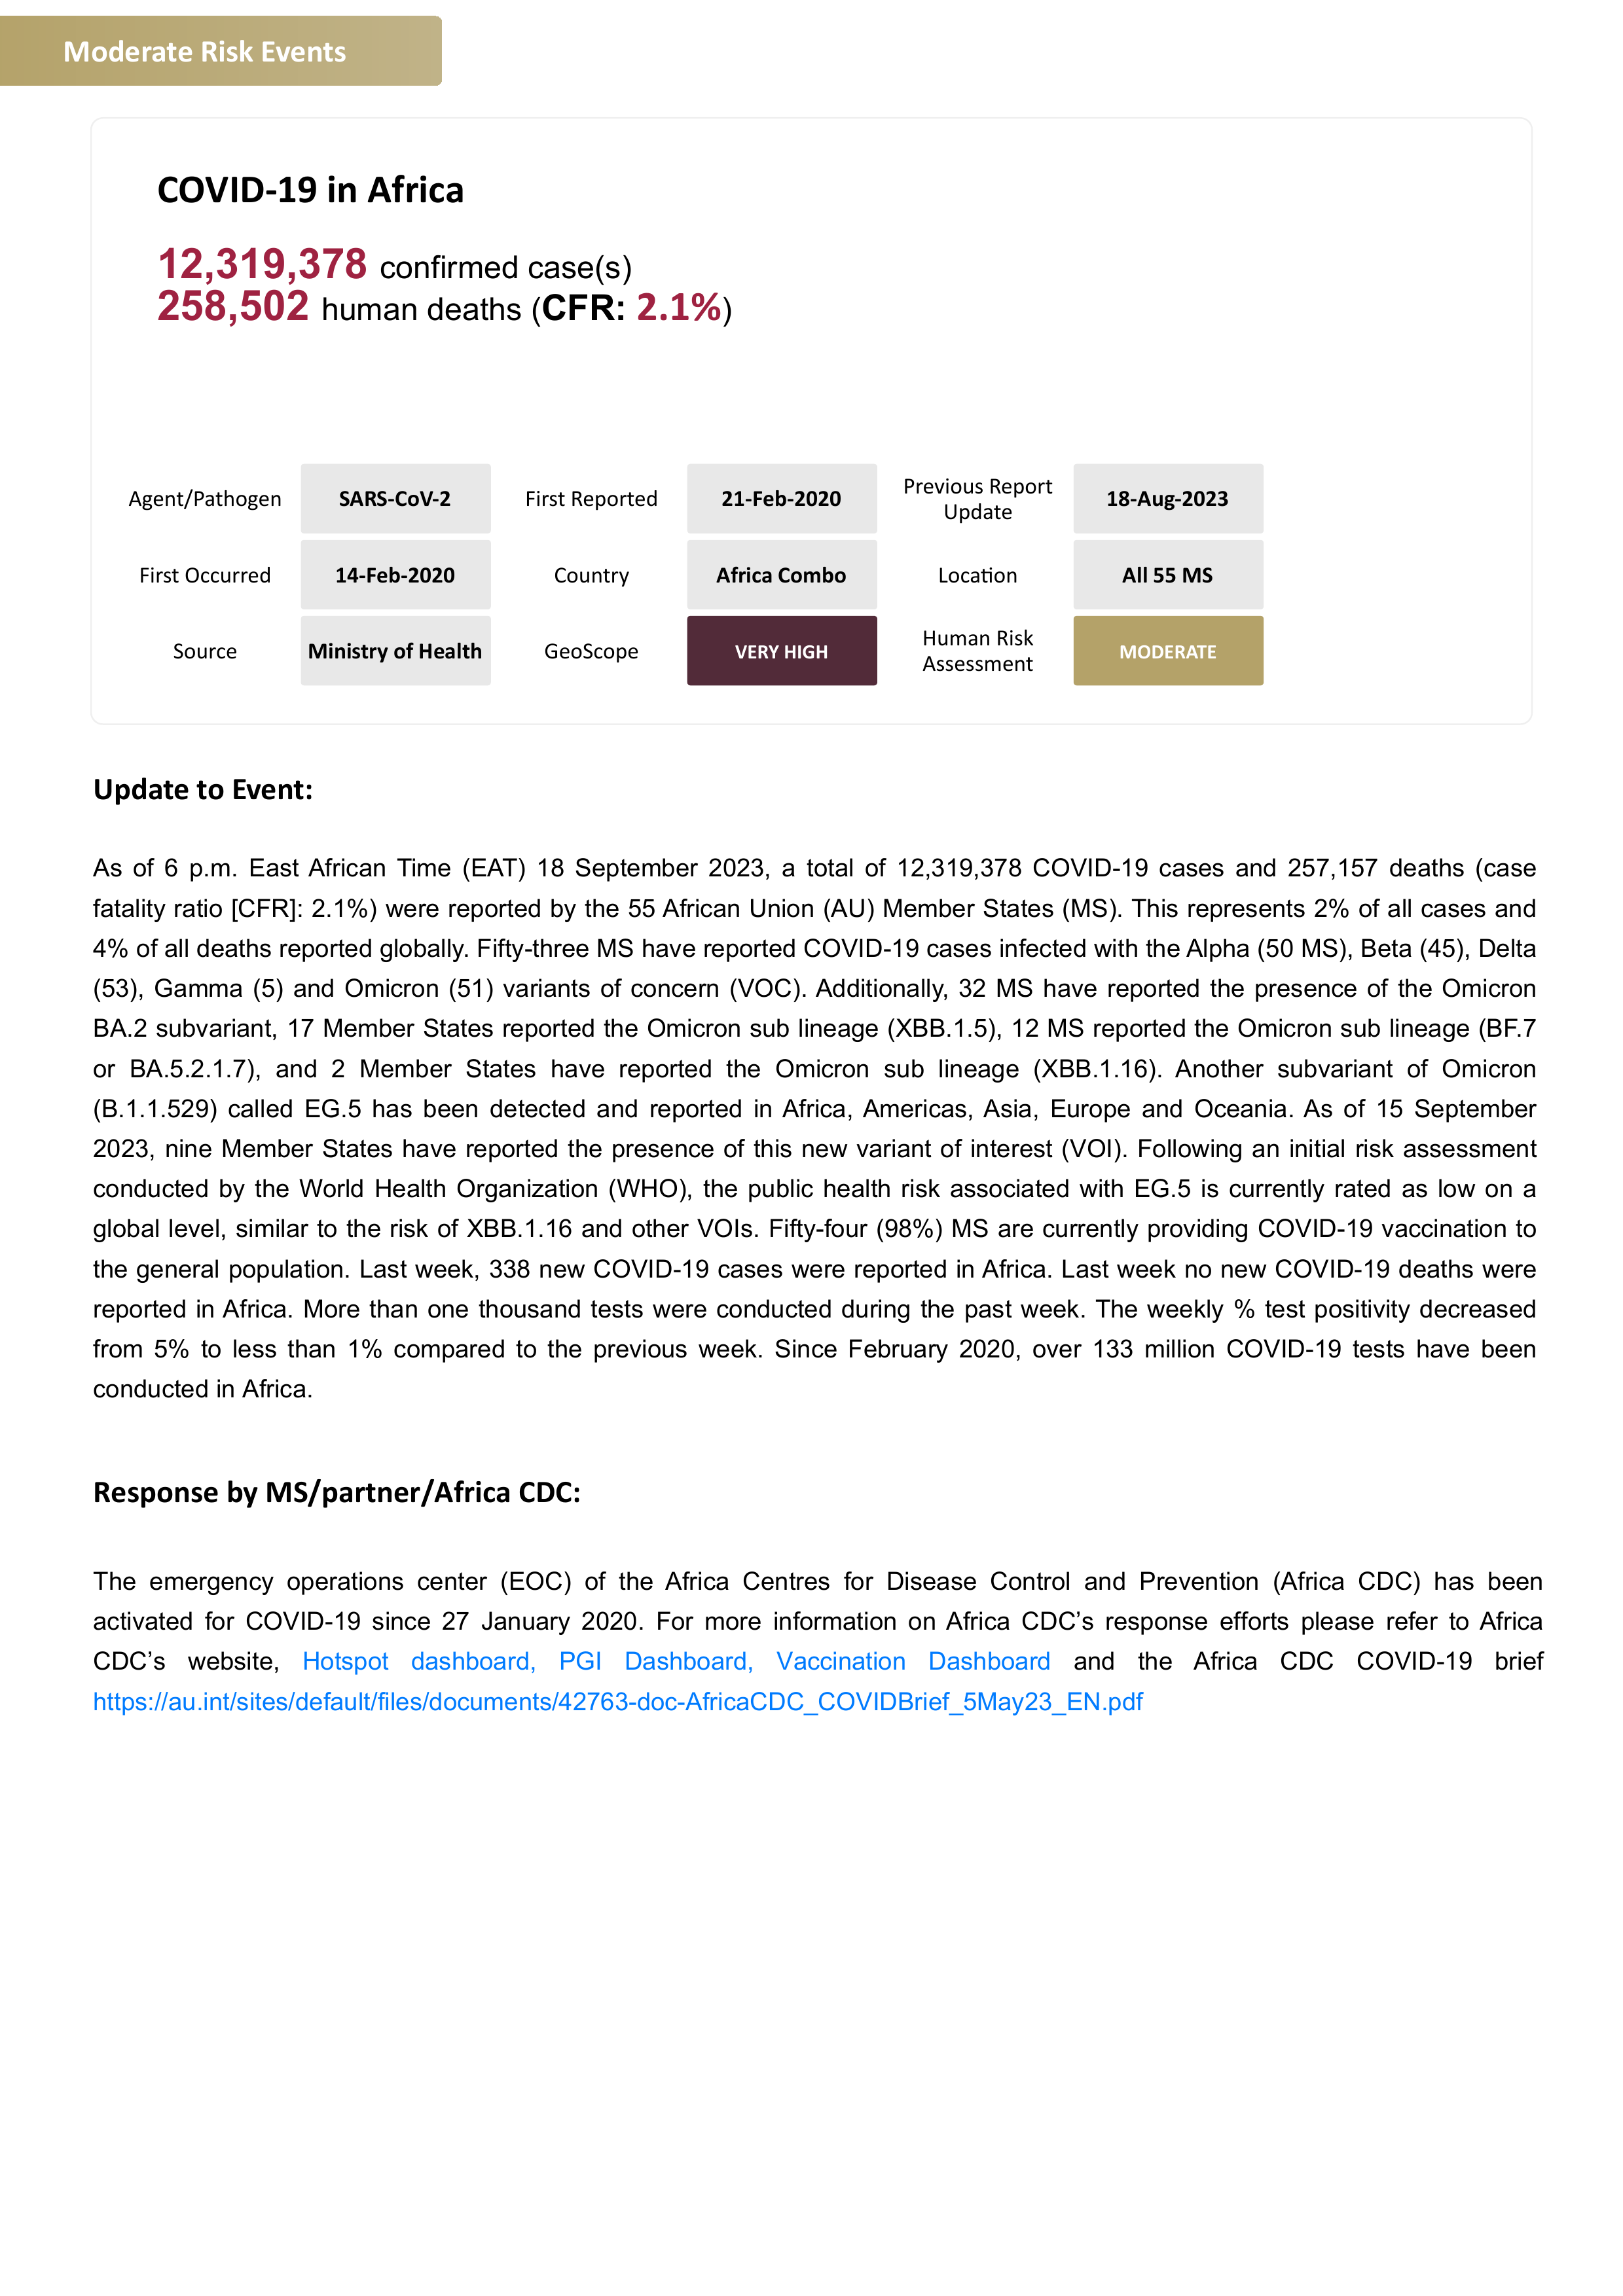 Moderate Risk Events
COVID-19 in Africa
12,319,378 confirmed case(s)
258,502 human deaths (CFR: 2.1%)
Agent/Pathogen SARS-CoV-2 First Reported 21-Feb-2020 Previous Report Update 18-Aug-2023
First Occurred 14-Feb-2020 Country Africa Combo Location All 55 MS
Source Ministry of Health GeoScope VERY HIGH Human Risk Assessment MODERATE
Update to Event:
As of 6 p.m. East African Time (EAT) 18 September 2023, a total of 12,319,378 COVID-19 cases and 257,157 deaths (case
fatality ratio [CFR]: 2.1%) were reported by the 55 African Union (AU) Member States (MS). This represents 2% of all cases and
4% of all deaths reported globally. Fifty-three MS have reported COVID-19 cases infected with the Alpha (50 MS), Beta (45), Delta
(53), Gamma (5) and Omicron (51) variants of concern (VOC). Additionally, 32 MS have reported the presence of the Omicron
BA.2 subvariant, 17 Member States reported the Omicron sub lineage (XBB.1.5), 12 MS reported the Omicron sub lineage (BF.7
or BA.5.2.1.7), and 2 Member States have reported the Omicron sub lineage (XBB.1.16). Another subvariant of Omicron
(B.1.1.529) called EG.5 has been detected and reported in Africa, Americas, Asia, Europe and Oceania. As of 15 September
2023, nine Member States have reported the presence of this new variant of interest (VOI). Following an initial risk assessment
conducted by the World Health Organization (WHO), the public health risk associated with EG.5 is currently rated as low on a
global level, similar to the risk of XBB.1.16 and other VOIs. Fifty-four (98%) MS are currently providing COVID-19 vaccination to
the general population. Last week, 338 new COVID-19 cases were reported in Africa. Last week no new COVID-19 deaths were
reported in Africa. More than one thousand tests were conducted during the past week. The weekly % test positivity decreased
from 5% to less than 1% compared to the previous week. Since February 2020, over 133 million COVID-19 tests have been
conducted in Africa.
Response by MS/partner/Africa CDC:
The emergency operations center (EOC) of the Africa Centres for Disease Control and Prevention (Africa CDC) has been
activated for COVID-19 since 27 January 2020. For more information on Africa CDC’s response efforts please refer to Africa
CDC’s website, Hotspot dashboard, PGI Dashboard, Vaccination Dashboard and the Africa CDC COVID-19 brief
https://au.int/sites/default/files/documents/42763-doc-AfricaCDC_COVIDBrief_5May23_EN.pdf